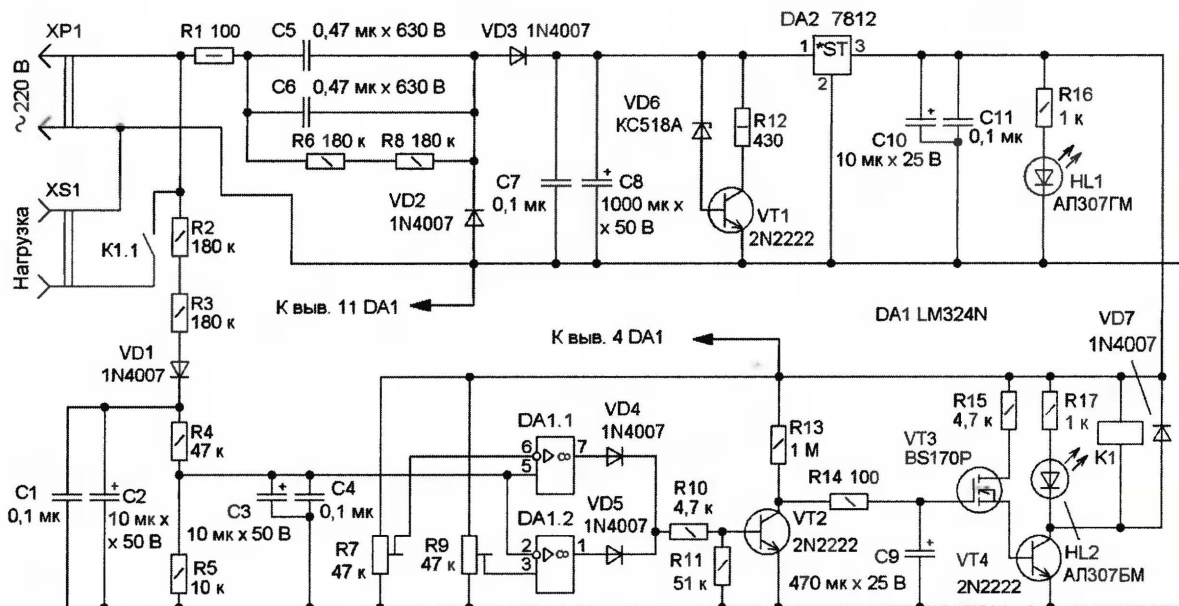 XP1
~220 В
XS1
Нагрузка
K1.1
R1 100
C5 0,47 мк x 630 В
C6 0,47 мк x 630 В
R6 180 к
R8 180 к
VD3 1N4007
VD2
1N4007
C7
0,1 мк
C8
1000 мк x
x 50 В
VD6
КС518А
R12
430
VT1
2N2222
DA2 7812
1
*ST
3
2
C10
10 мк x 25 В
C11
0,1 мк
R16
1 к
HL1
АЛ307ГМ
R2
180 к
R3
180 к
VD1
1N4007
К выв. 11 DA1
К выв. 4 DA1
DA1 LM324N
VD7
1N4007
R4
47 к
C1
0,1 мк
C2
10 мк x
x 50 В
R5
10 к
C3
10 мк x 50 В
C4
0,1 мк
R7
47 к
R9
47 к
DA1.1
6
5
▷∞
7
DA1.2
2
3
▷∞
1
VD4
1N4007
VD5
1N4007
R10
4,7 к
R11
51 к
R13
1 М
VT2
2N2222
R14 100
C9
470 мк x 25 В
VT3
BS170P
R15
4,7 к
R17
1 к
K1
VT4
2N2222
HL2
АЛ307БМ